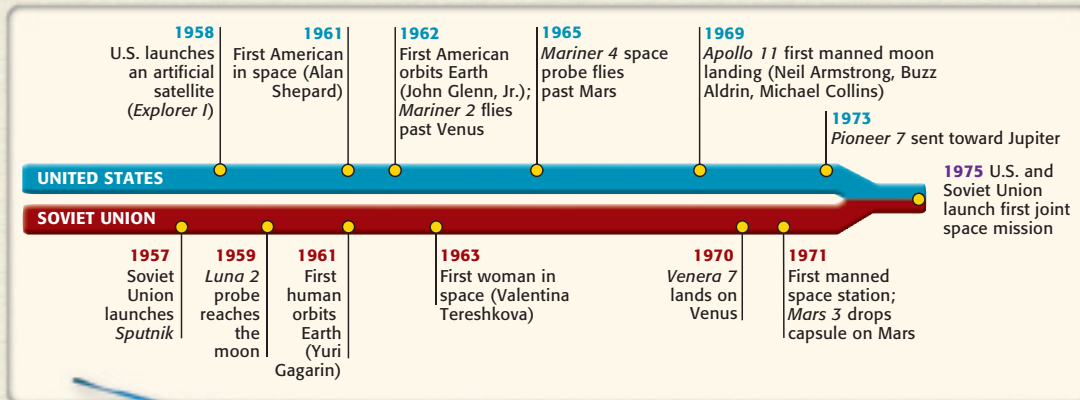 1958
U.S. launches
an artificial
satellite
(Explorer I)
1961
First American
in space (Alan
Shepard)
1962
First American
orbits Earth
(John Glenn, Jr.);
Mariner 2 flies
past Venus
1965
Mariner 4 space
probe flies
past Mars
1969
Apollo 11 first manned moon
landing (Neil Armstrong, Buzz
Aldrin, Michael Collins)
1973
Pioneer 7 sent toward Jupiter
UNITED STATES
1975 U.S. and
Soviet Union
launch first joint
space mission
SOVIET UNION
1957
Soviet
Union
launches
Sputnik
1959
Luna 2
probe
reaches
the
moon
1961
First
human
orbits
Earth
(Yuri
Gagarin)
1963
First woman in
space (Valentina
Tereshkova)
1970
Venera 7
lands on
Venus
1971
First manned
space station;
Mars 3 drops
capsule on Mars